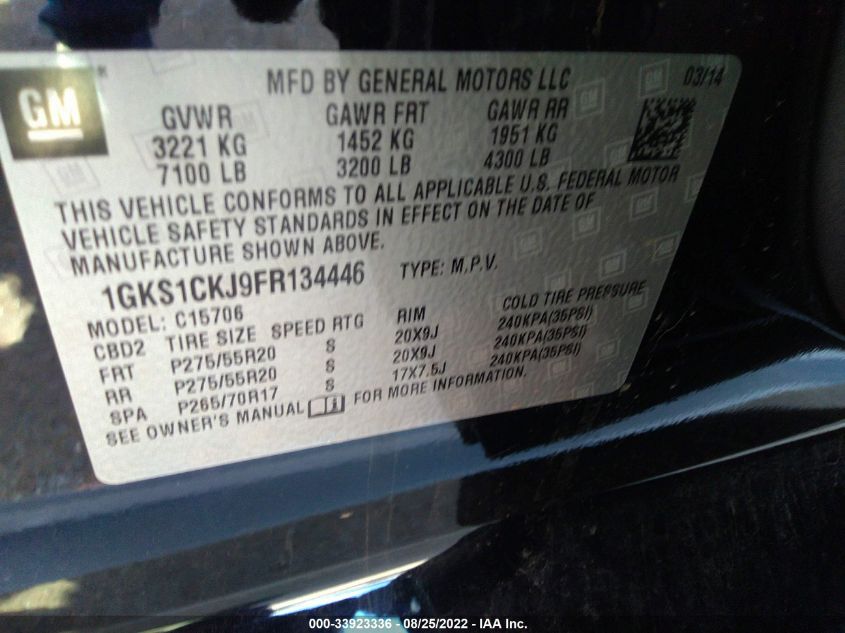 GM
MFD BY GENERAL MOTORS LLC 03/14
GVWR GAWR FRT GAWR RR
3221 KG 1452 KG 1951 KG
7100 LB 3200 LB 4300 LB
THIS VEHICLE CONFORMS TO ALL APPLICABLE U.S. FEDERAL MOTOR
VEHICLE SAFETY STANDARDS IN EFFECT ON THE DATE OF
MANUFACTURE SHOWN ABOVE.
1GKS1CKJ9FR134446 TYPE: M.P.V.
MODEL: C15706
CBD2 TIRE SIZE SPEED RTG RIM COLD TIRE PRESSURE
FRT P275/55R20 S 20X9J 240KPA(35PSI)
RR P275/55R20 S 20X9J 240KPA(35PSI)
SPA P265/70R17 S 17X7.5J 240KPA(35PSI)
SEE OWNER'S MANUAL FOR MORE INFORMATION.
000-33923336 - 08/25/2022 - IAA Inc.